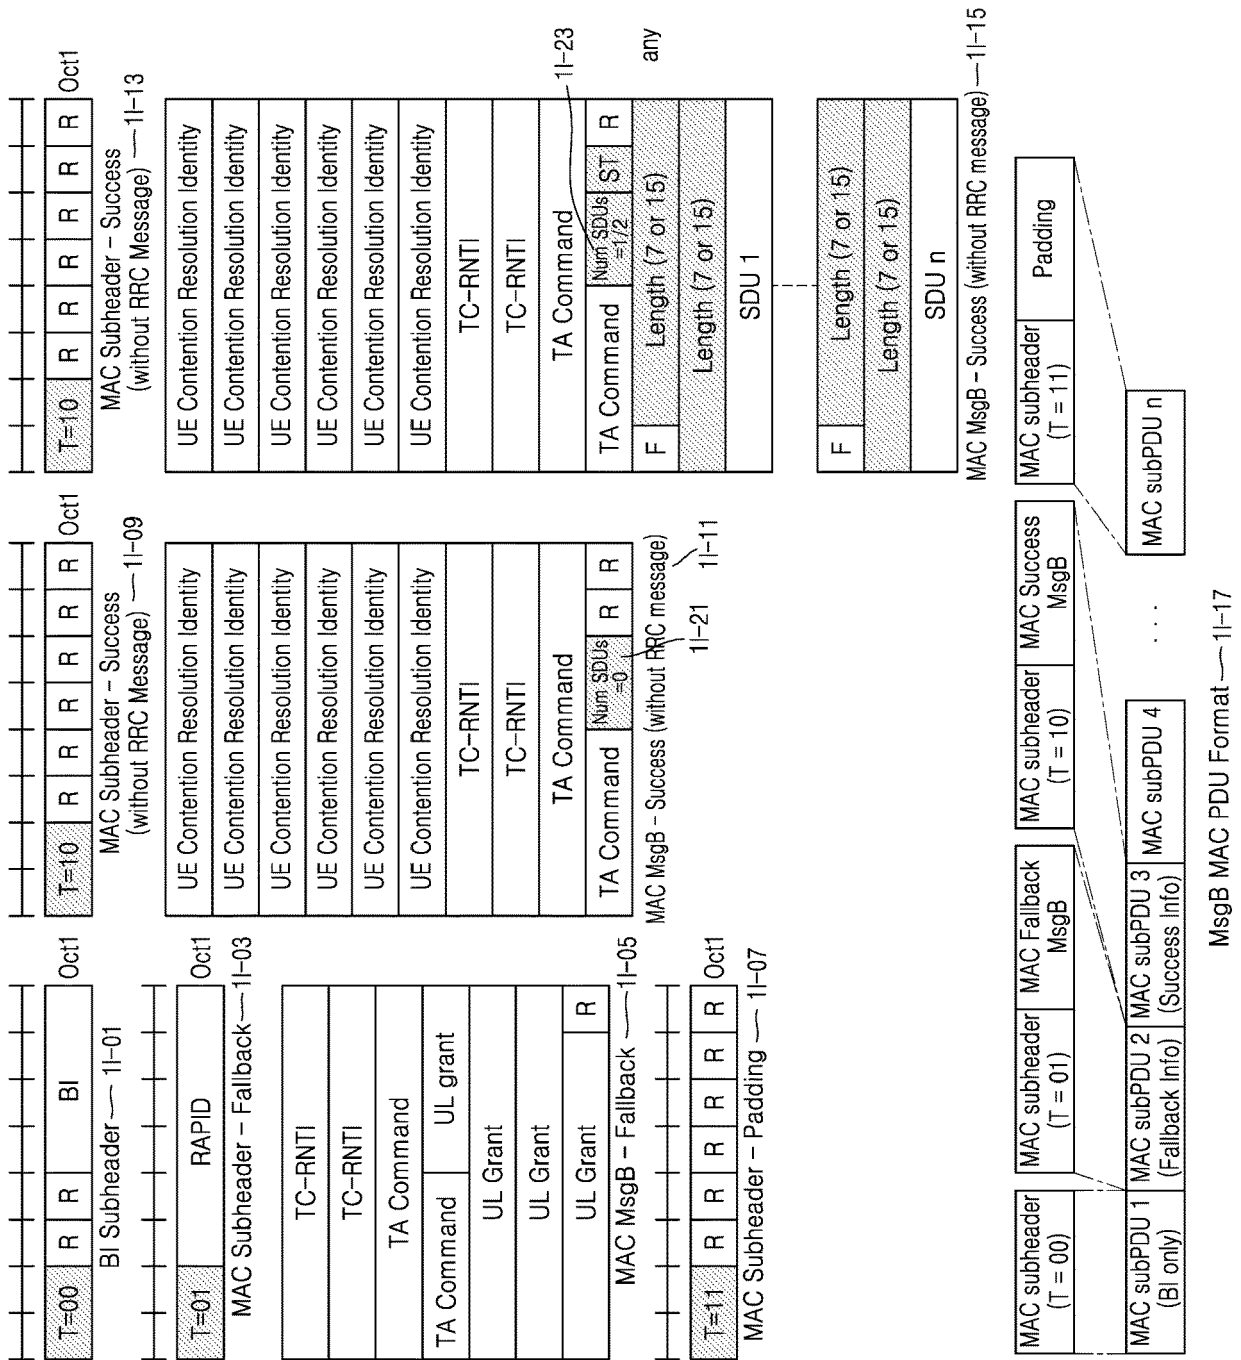 T=00 R R BI Oct1
BI Subheader 1l-01
T=01 RAPID Oct1
MAC Subheader - Fallback 1l-03
TC-RNTI
TC-RNTI
TA Command
TA Command UL grant
UL Grant
UL Grant
UL Grant R
MAC MsgB - Fallback 1l-05
T=11 R R R R R R Oct1
MAC Subheader - Padding 1l-07
T=10 R R R R R R Oct1
MAC Subheader - Success
(without RRC Message) 1l-09
UE Contention Resolution Identity
UE Contention Resolution Identity
UE Contention Resolution Identity
UE Contention Resolution Identity
UE Contention Resolution Identity
UE Contention Resolution Identity
TC-RNTI
TC-RNTI
TA Command
TA Command Num SDUs
=0 R R
1l-21
MAC MsgB - Success (without RRC message)
1l-11
T=10 R R R R R R Oct1
MAC Subheader - Success
(without RRC Message) 1l-13
UE Contention Resolution Identity
UE Contention Resolution Identity
UE Contention Resolution Identity
UE Contention Resolution Identity
UE Contention Resolution Identity
UE Contention Resolution Identity
TC-RNTI
TC-RNTI
TA Command
1l-23
TA Command Num SDUs
=1/2 ST R
F Length (7 or 15) any
Length (7 or 15)
SDU 1
F Length (7 or 15)
Length (7 or 15)
SDU n
MAC MsgB - Success (without RRC message) 1l-15
MAC subheader
(T = 00)
MAC subheader
(T = 01)
MAC Fallback
MsgB
MAC subheader
(T = 10)
MAC Success
MsgB
MAC subheader
(T = 11)
Padding
MAC subPDU 1
(BI only)
MAC subPDU 2
(Fallback Info)
MAC subPDU 3
(Success Info)
MAC subPDU 4
. . .
MAC subPDU n
MsgB MAC PDU Format 1l-17